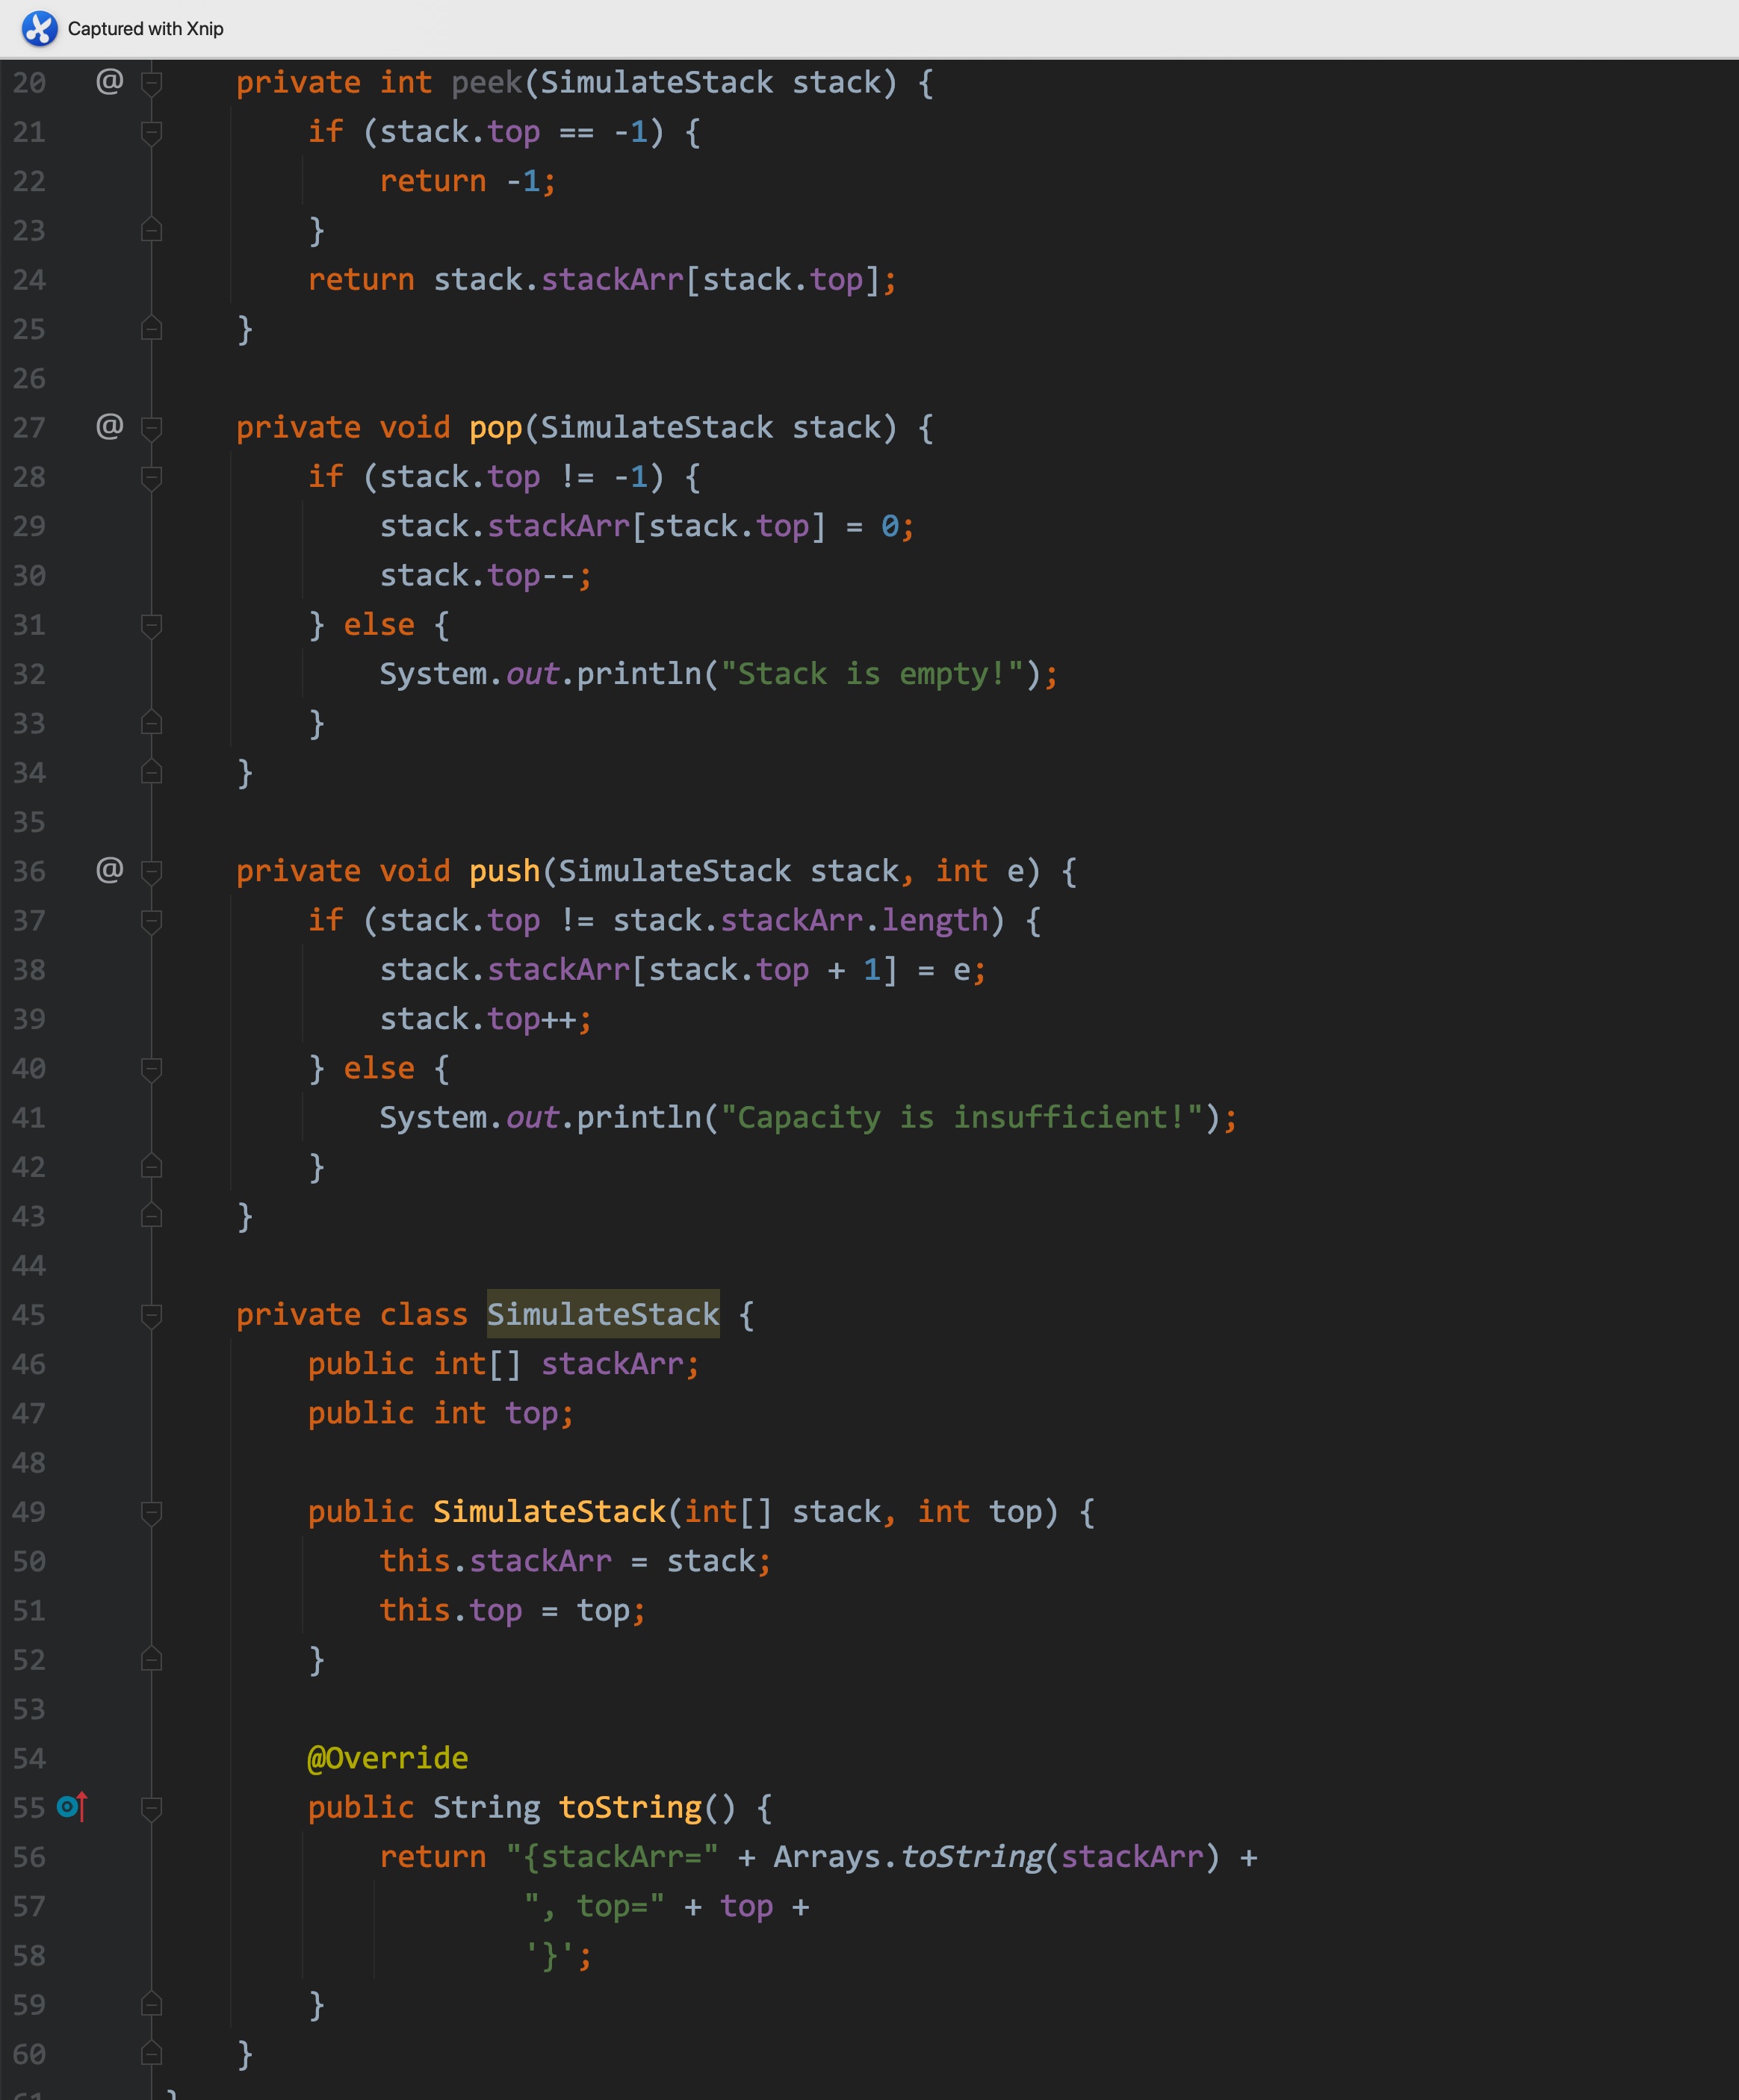 Captured with Xnip
20 @ private int peek(SimulateStack stack) {
21 if (stack.top == -1) {
22 return -1;
23 }
24 return stack.stackArr[stack.top];
25 }
26
27 @ private void pop(SimulateStack stack) {
28 if (stack.top != -1) {
29 stack.stackArr[stack.top] = 0;
30 stack.top--;
31 } else {
32 System.out.println("Stack is empty!");
33 }
34 }
35
36 @ private void push(SimulateStack stack, int e) {
37 if (stack.top != stack.stackArr.length) {
38 stack.stackArr[stack.top + 1] = e;
39 stack.top++;
40 } else {
41 System.out.println("Capacity is insufficient!");
42 }
43 }
44
45 private class SimulateStack {
46 public int[] stackArr;
47 public int top;
48
49 public SimulateStack(int[] stack, int top) {
50 this.stackArr = stack;
51 this.top = top;
52 }
53
54 @Override
55 public String toString() {
56 return "{stackArr=" + Arrays.toString(stackArr) +
57 ", top=" + top +
58 '}';
59 }
60 }
61 }